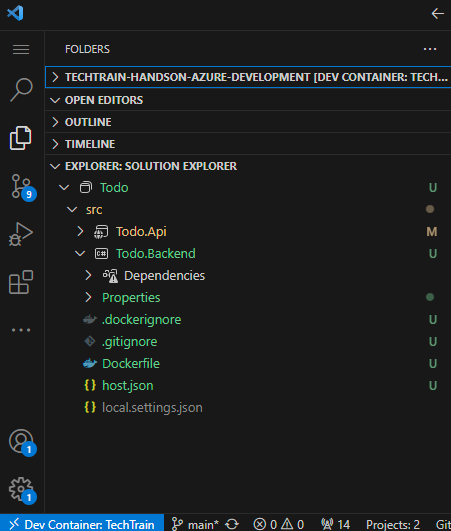 FOLDERS
TECHTRAIN-HANDSON-AZURE-DEVELOPMENT [DEV CONTAINER: TECH...
OPEN EDITORS
OUTLINE
TIMELINE
EXPLORER: SOLUTION EXPLORER
Todo U
src
Todo.Api M
C# Todo.Backend U
Dependencies
Properties
.dockerignore U
.gitignore U
Dockerfile U
{} host.json U
{} local.settings.json
9
1
1
Dev Container: TechTrain main* 0 0 14 Projects: 2 Git